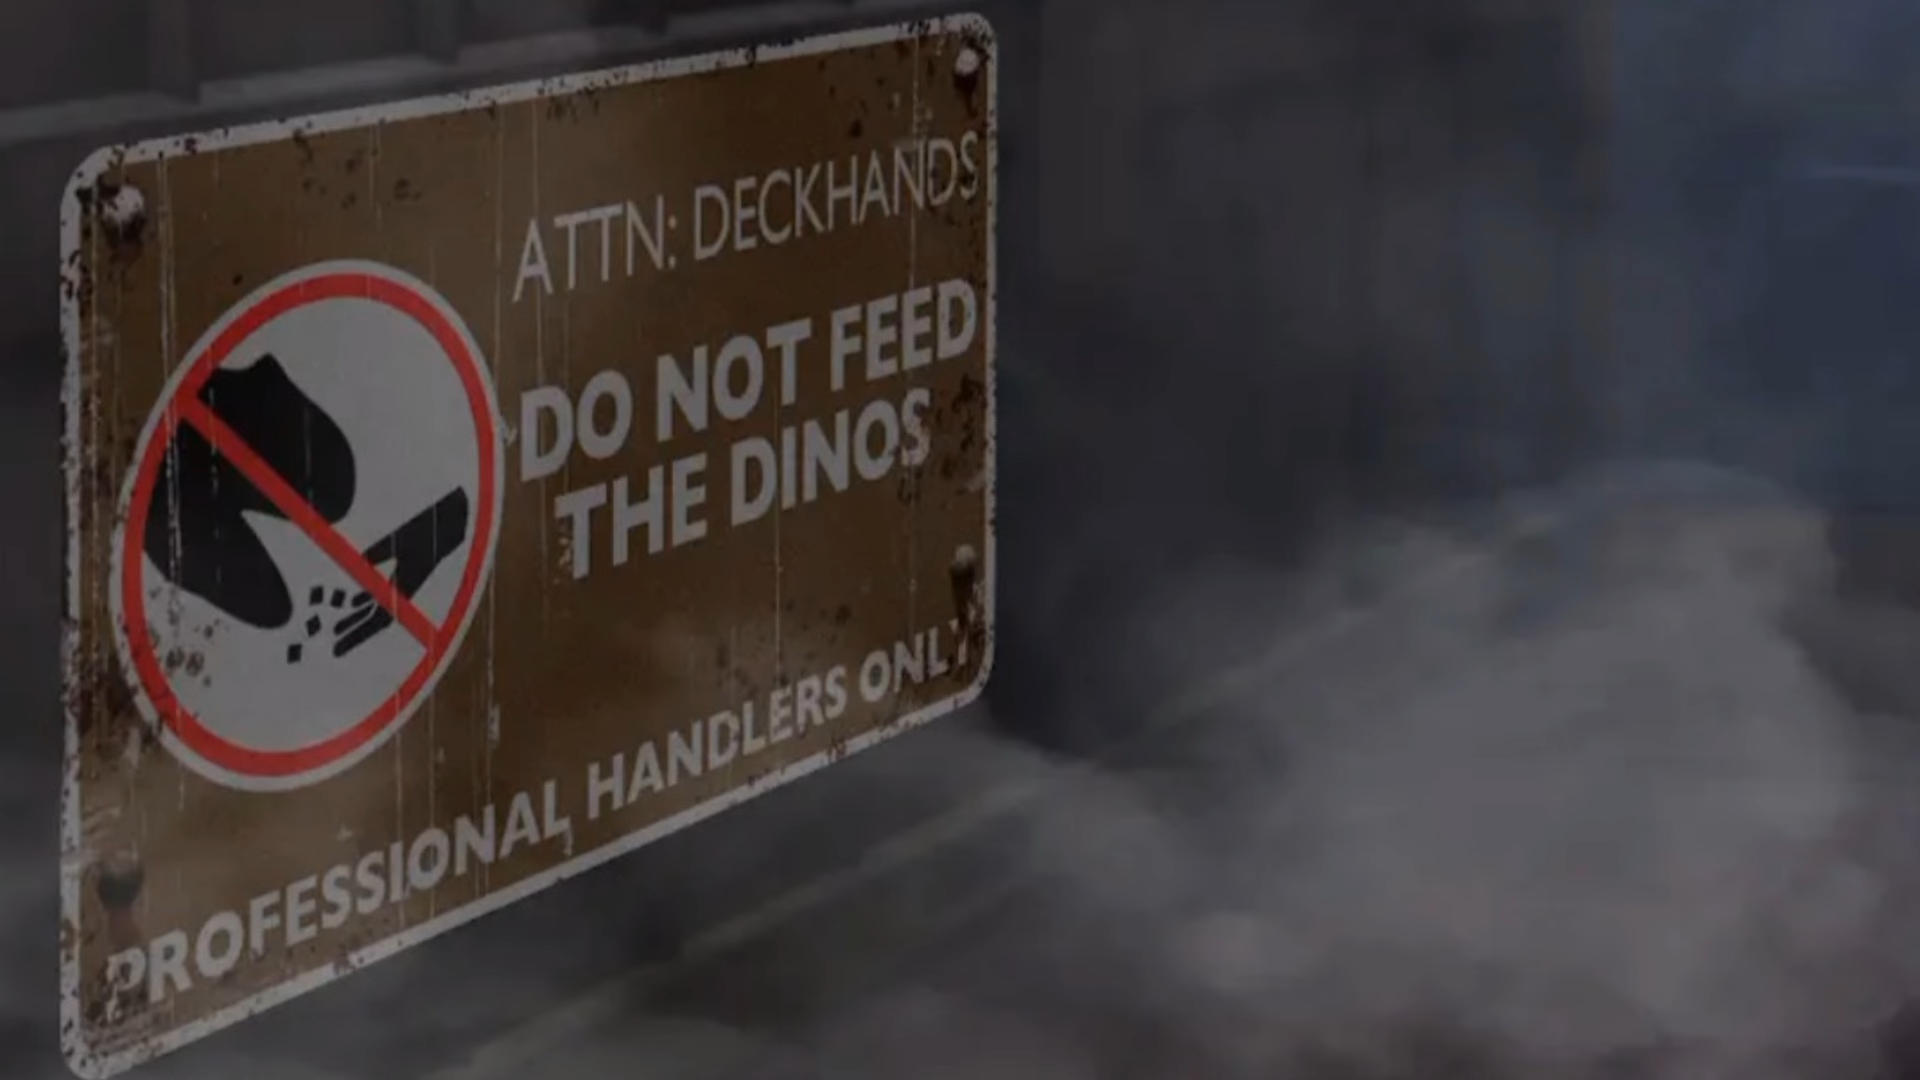 ATTN: DECKHANDS
DO NOT FEED
THE DINOS
PROFESSIONAL HANDLERS ONLY